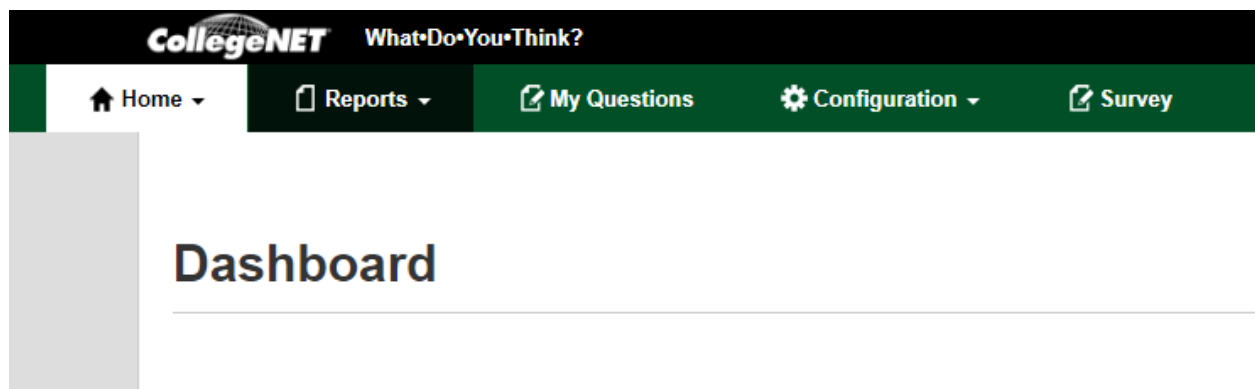 CollegeNET What•Do•You•Think?
Home Reports My Questions Configuration Survey
Dashboard